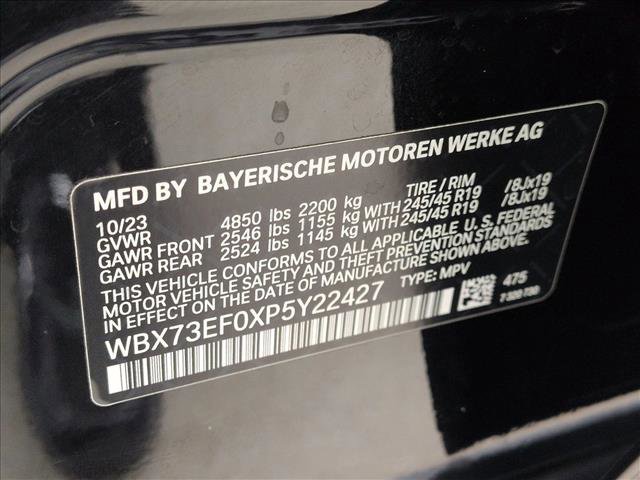 MFD BY BAYERISCHE MOTOREN WERKE AG
10/23 TIRE / RIM
GVWR 4850 lbs 2200 kg
GAWR FRONT 2546 lbs 1155 kg WITH 245/45 R19 /8Jx19
GAWR REAR 2524 lbs 1145 kg WITH 245/45 R19 /8Jx19
THIS VEHICLE CONFORMS TO ALL APPLICABLE U. S. FEDERAL
MOTOR VEHICLE SAFETY AND THEFT PREVENTION STANDARDS
IN EFFECT ON THE DATE OF MANUFACTURE SHOWN ABOVE.
WBX73EF0XP5Y22427 TYPE: MPV 475